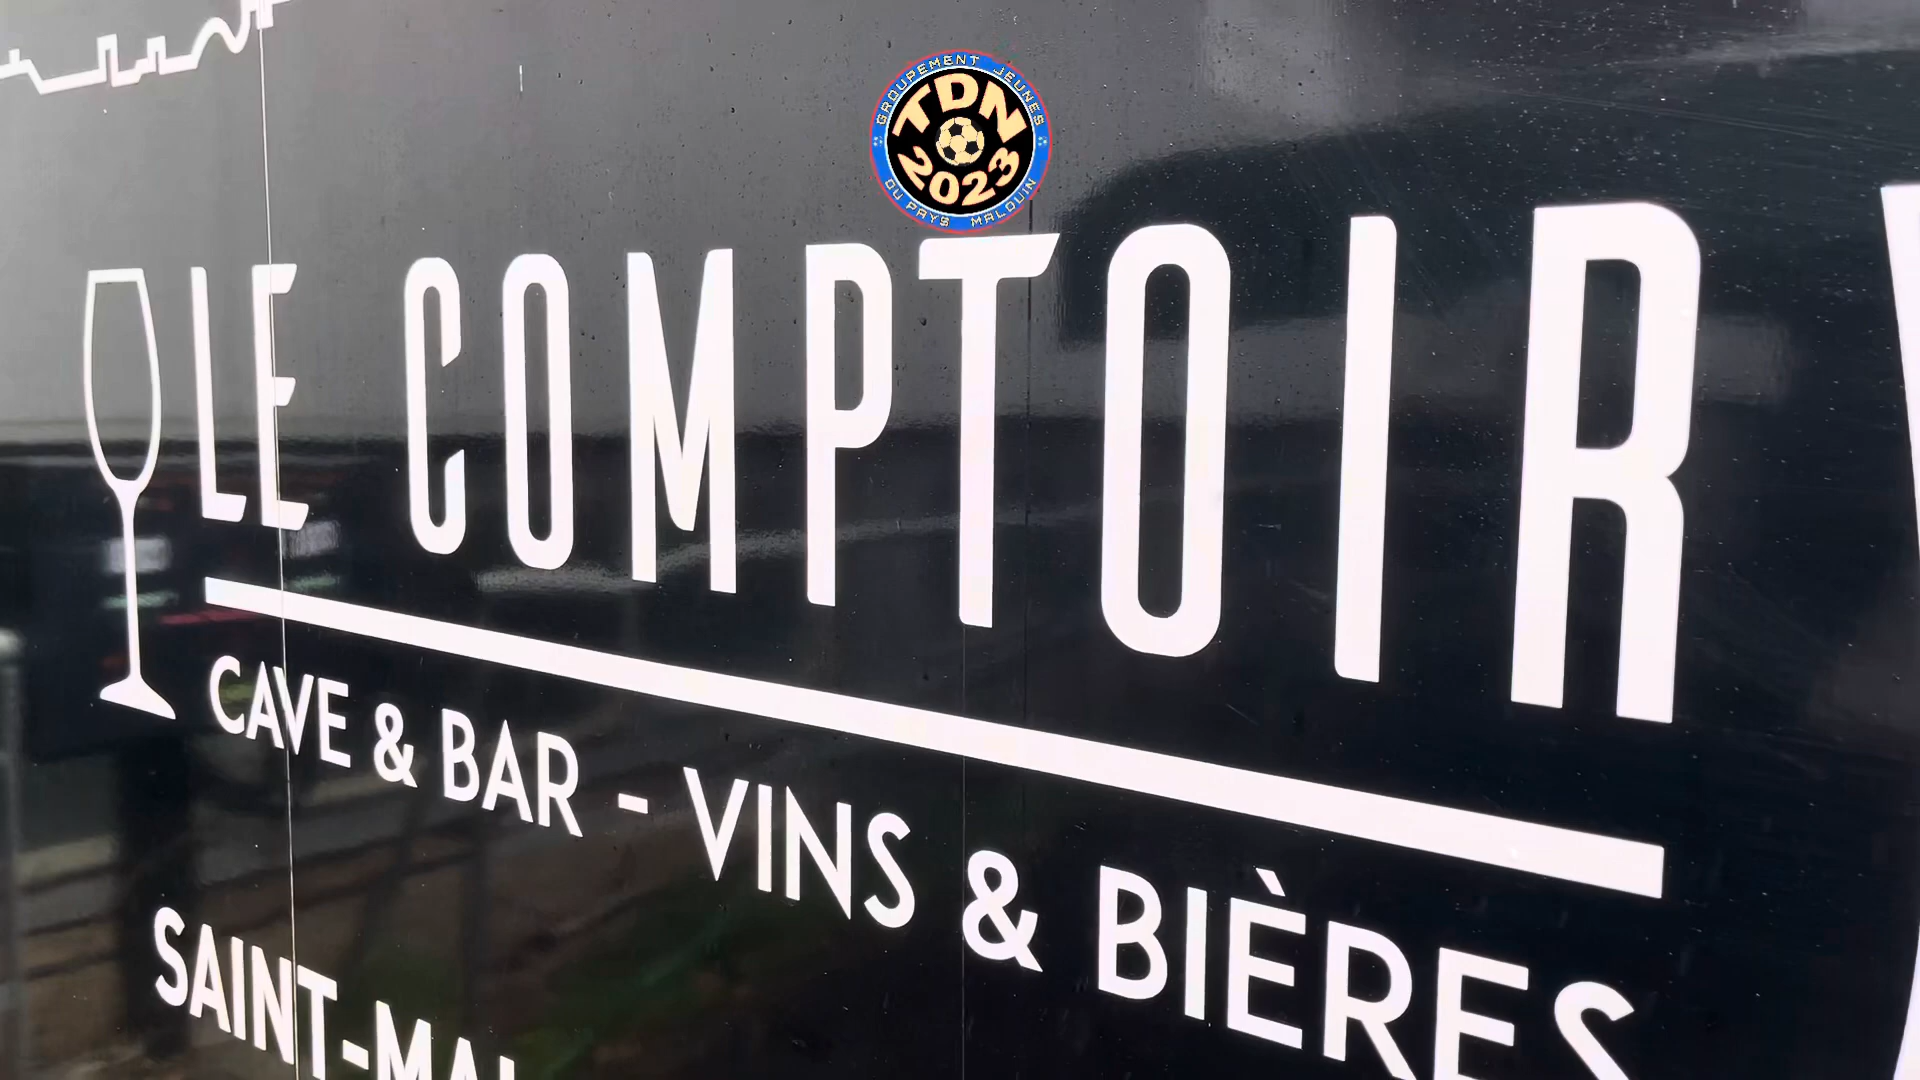 GROUPEMENT JEUNES
TDN
2023
DU PAYS MALOUIN
LE COMPTOIR
CAVE & BAR - VINS & BIÈRES